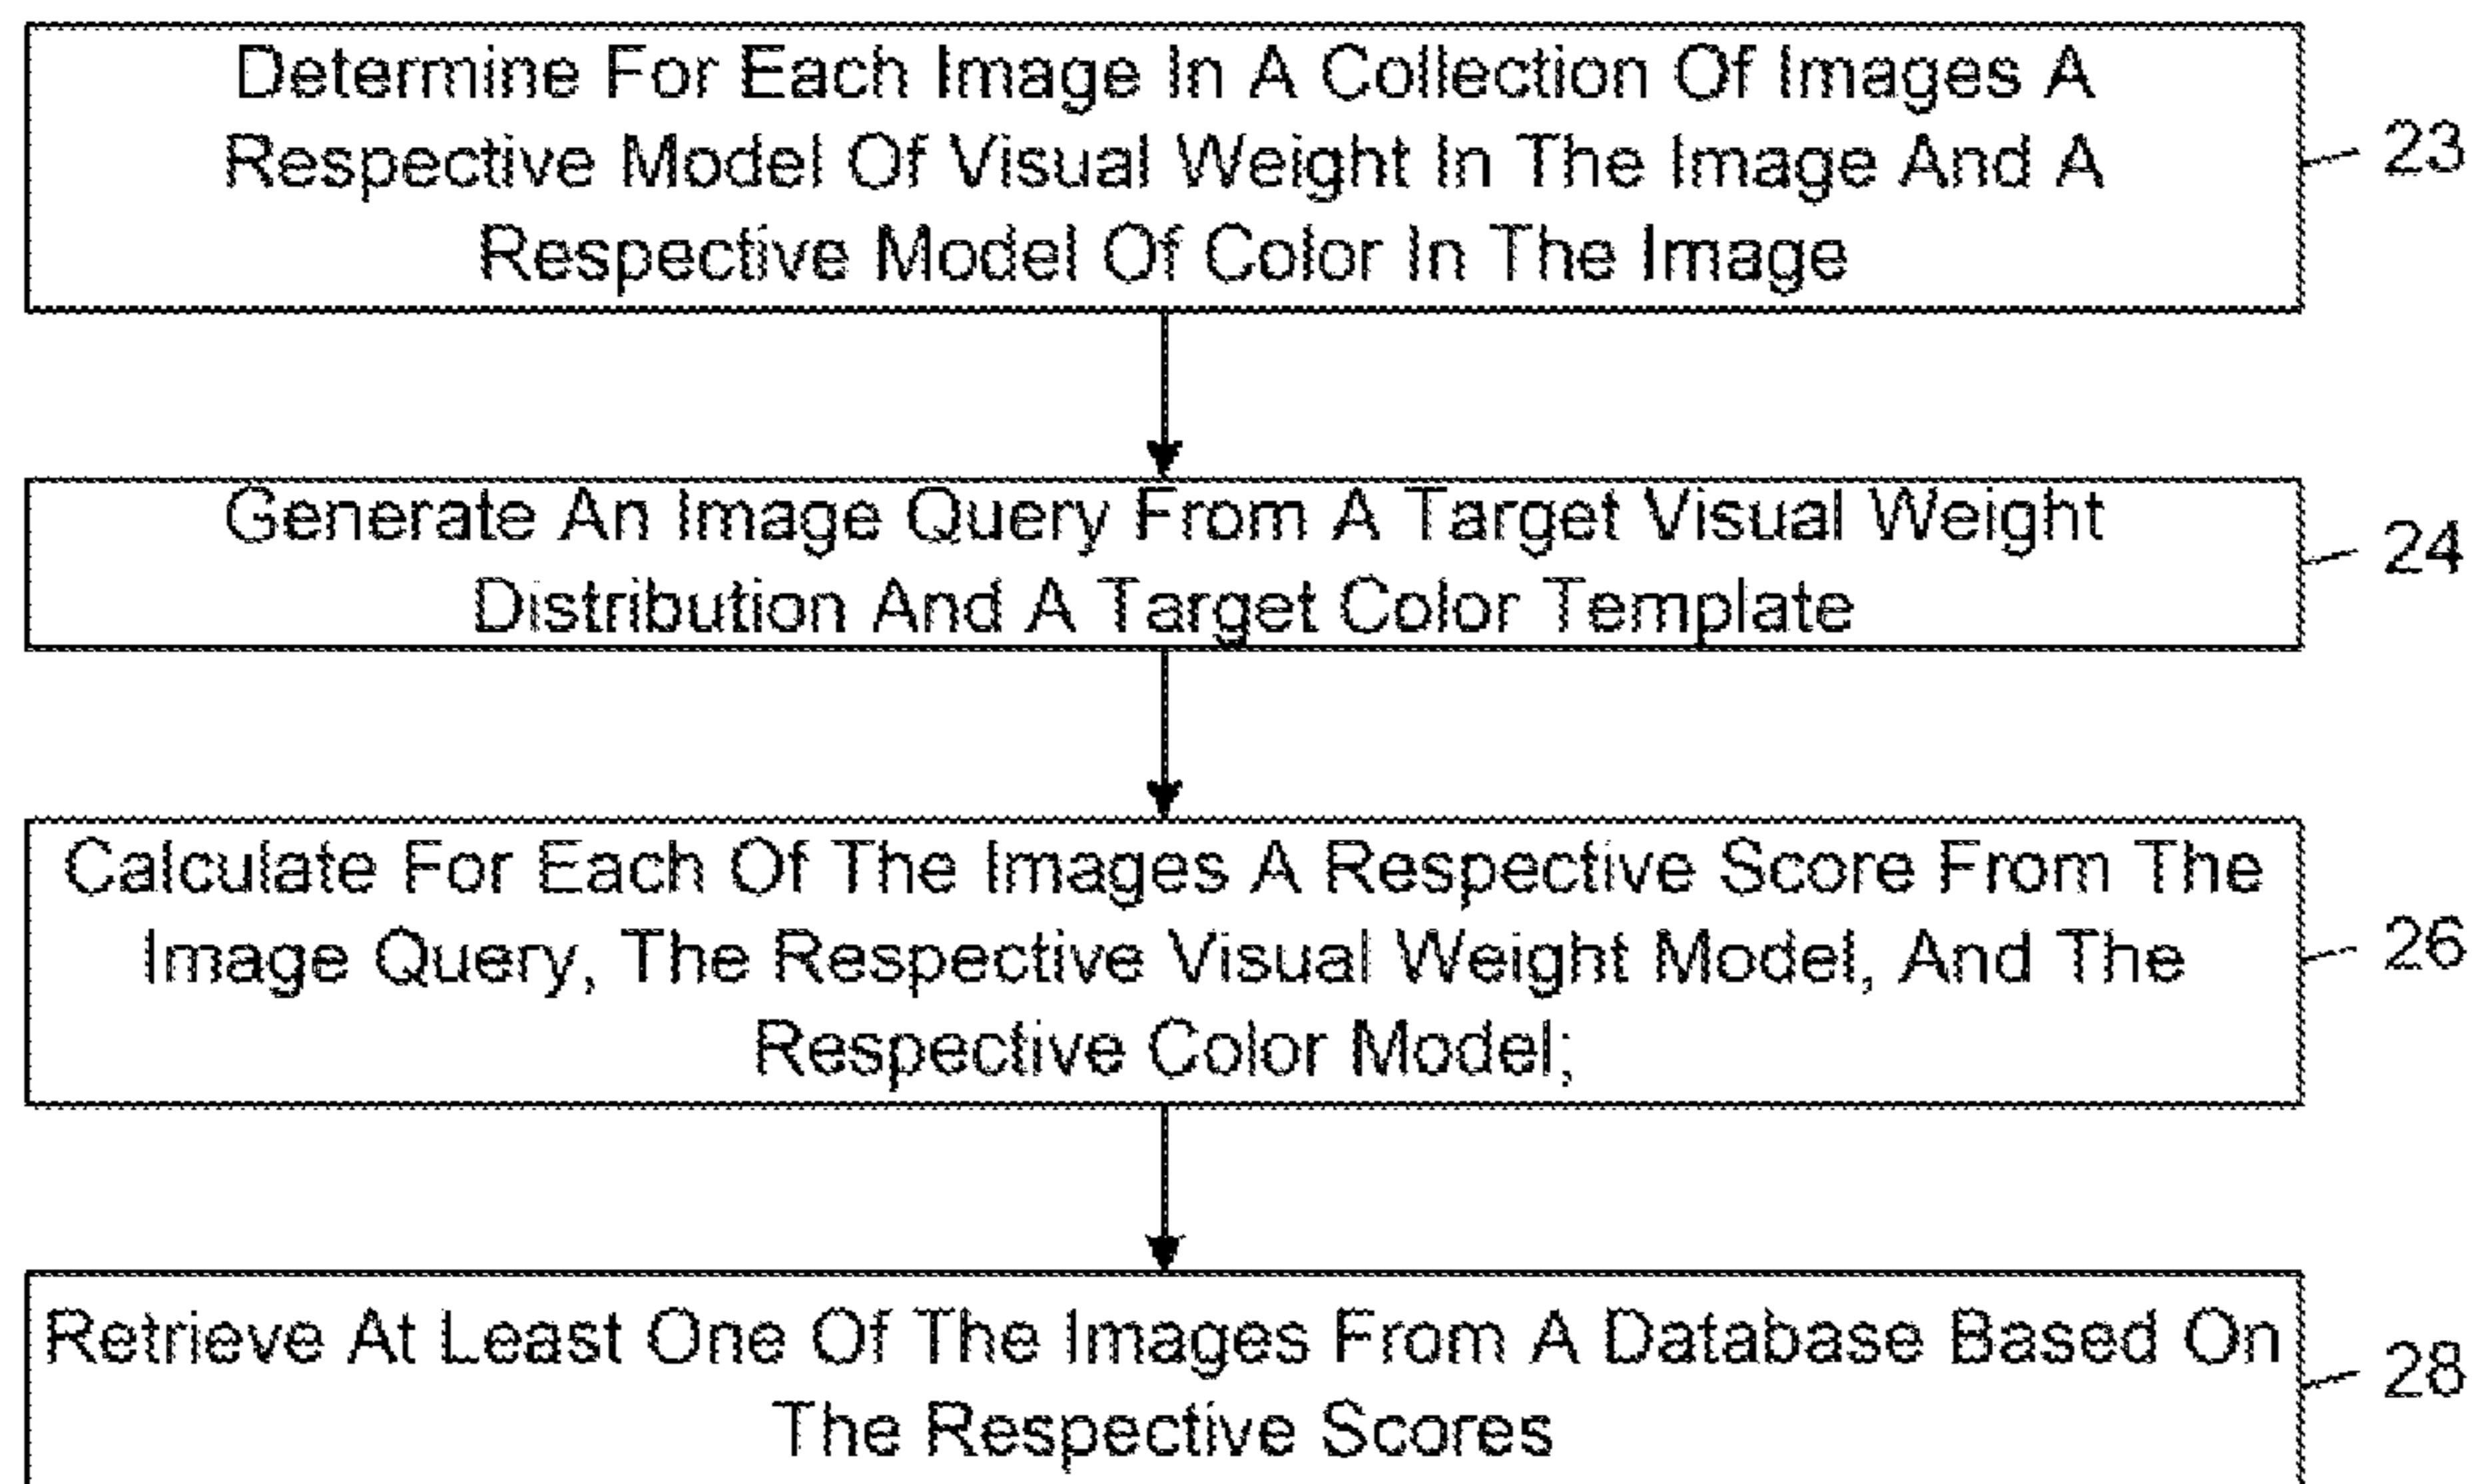 Determine For Each Image In A Collection Of Images A
Respective Model Of Visual Weight In The Image And A
Respective Model Of Color In The Image
23
Generate An Image Query From A Target Visual Weight
Distribution And A Target Color Template
24
Calculate For Each Of The Images A Respective Score From The
Image Query, The Respective Visual Weight Model, And The
Respective Color Model;
26
Retrieve At Least One Of The Images From A Database Based On
The Respective Scores
28